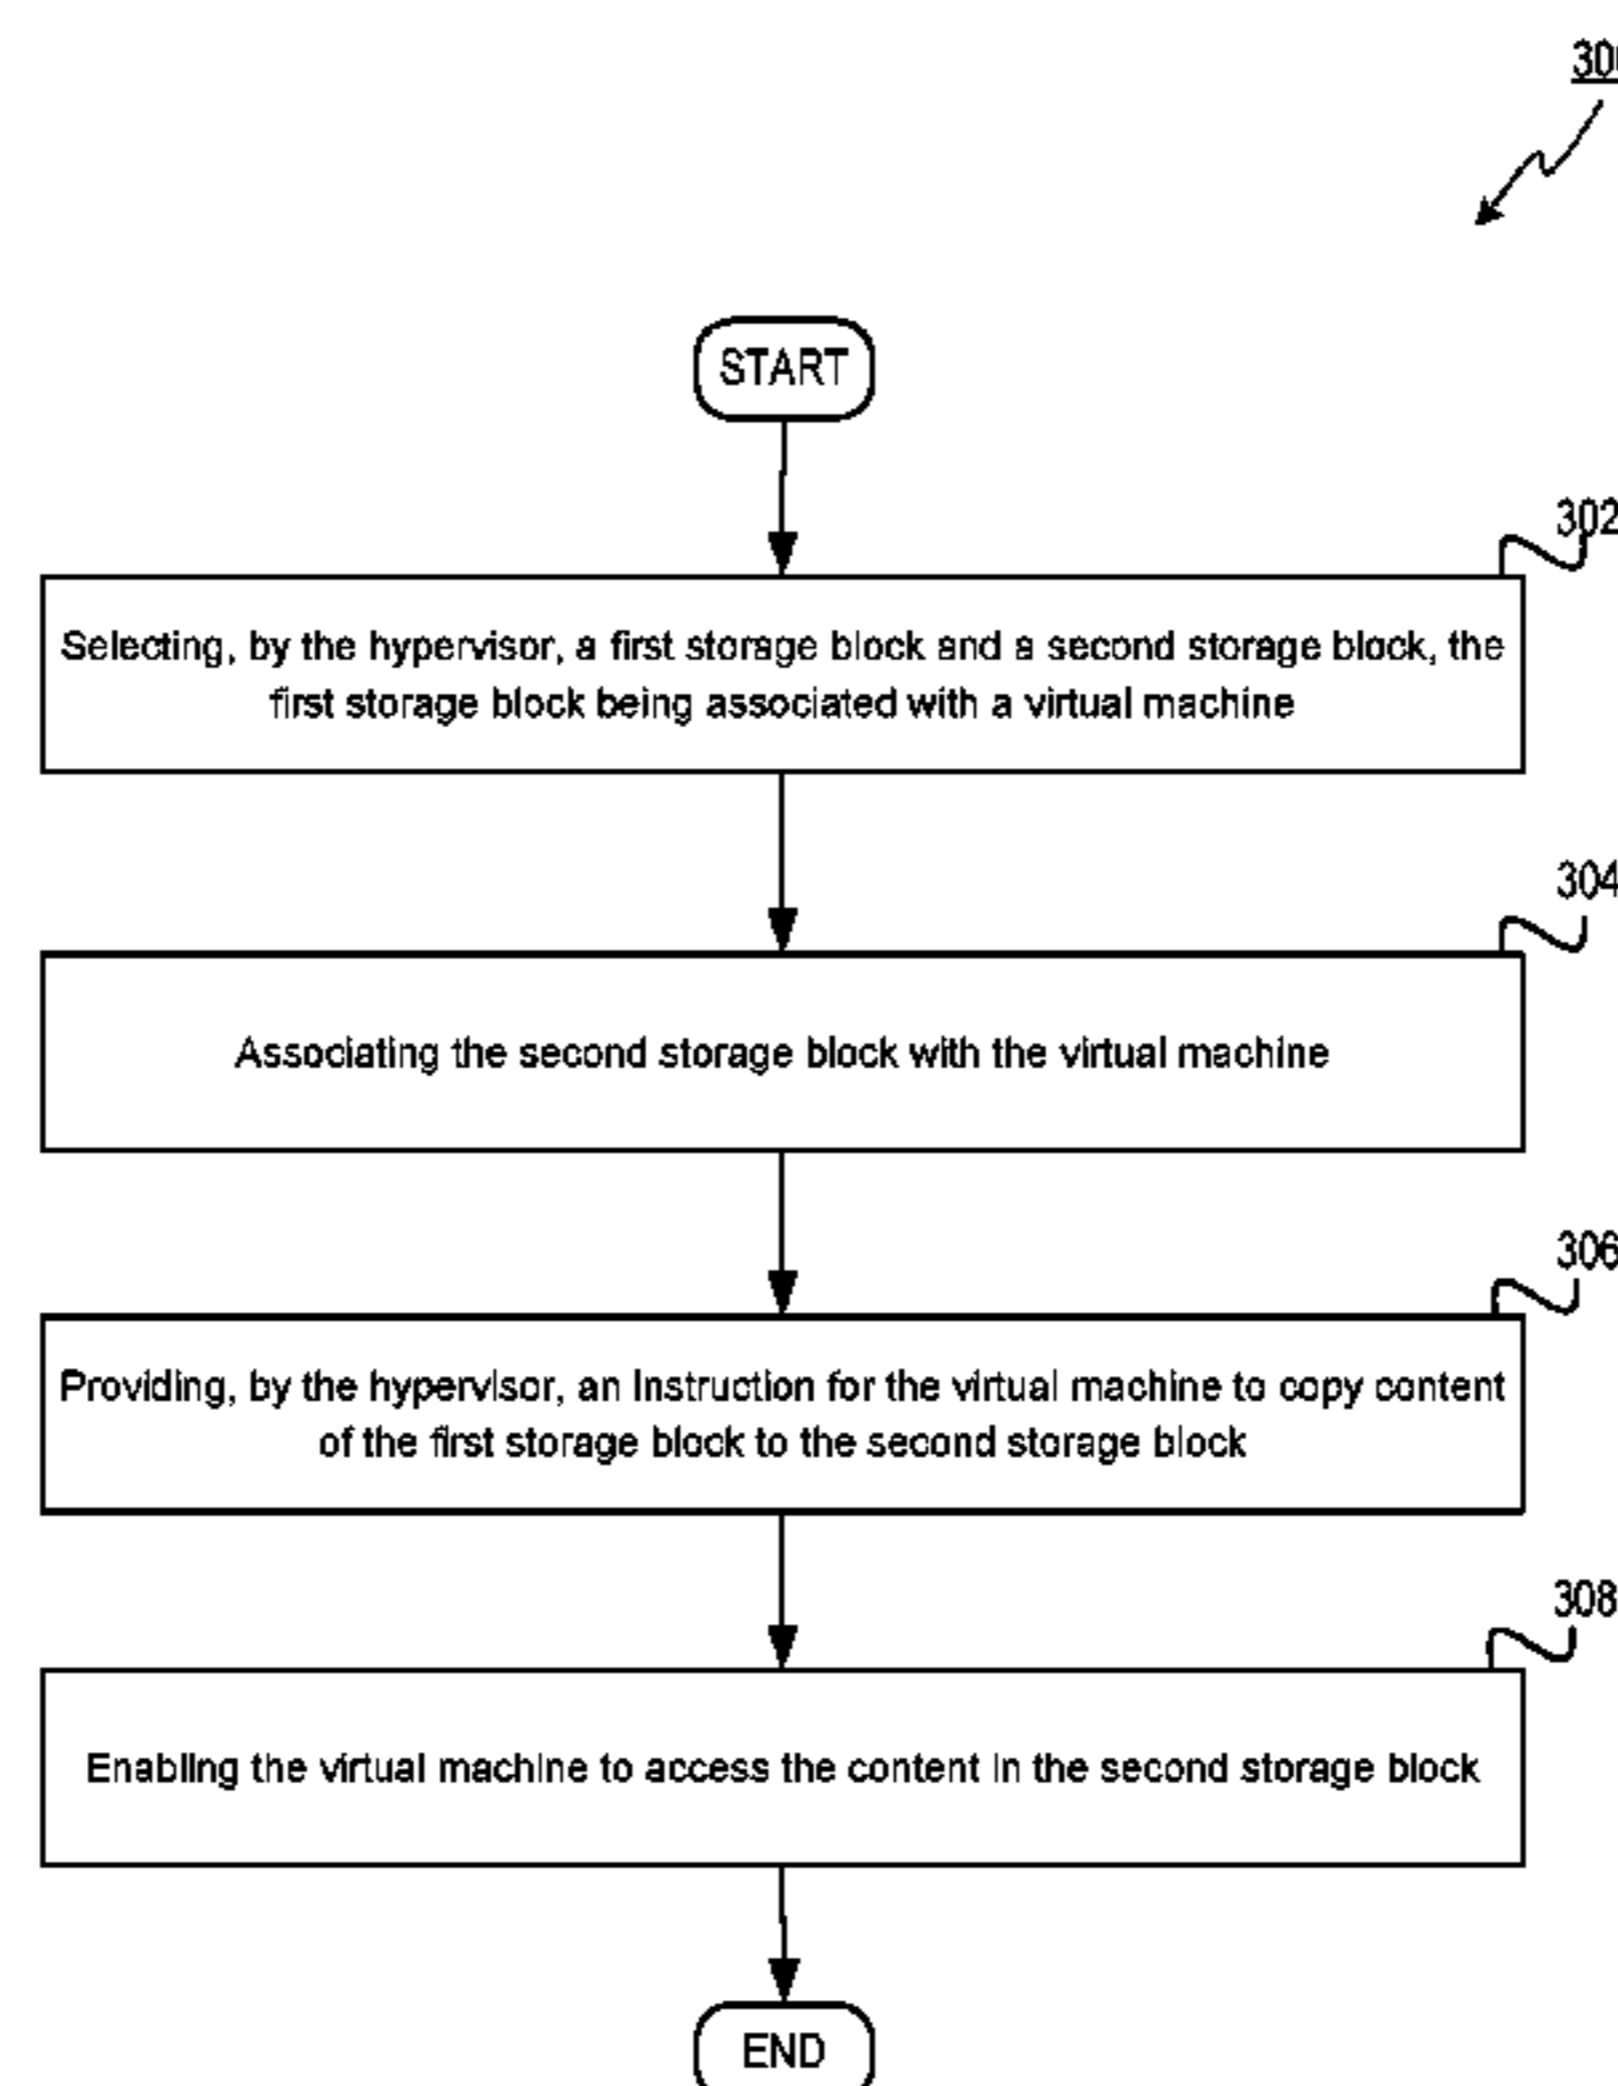 START
302
Selecting, by the hypervisor, a first storage block and a second storage block, the
first storage block being associated with a virtual machine
304
Associating the second storage block with the virtual machine
306
Providing, by the hypervisor, an instruction for the virtual machine to copy content
of the first storage block to the second storage block
308
Enabling the virtual machine to access the content in the second storage block
END